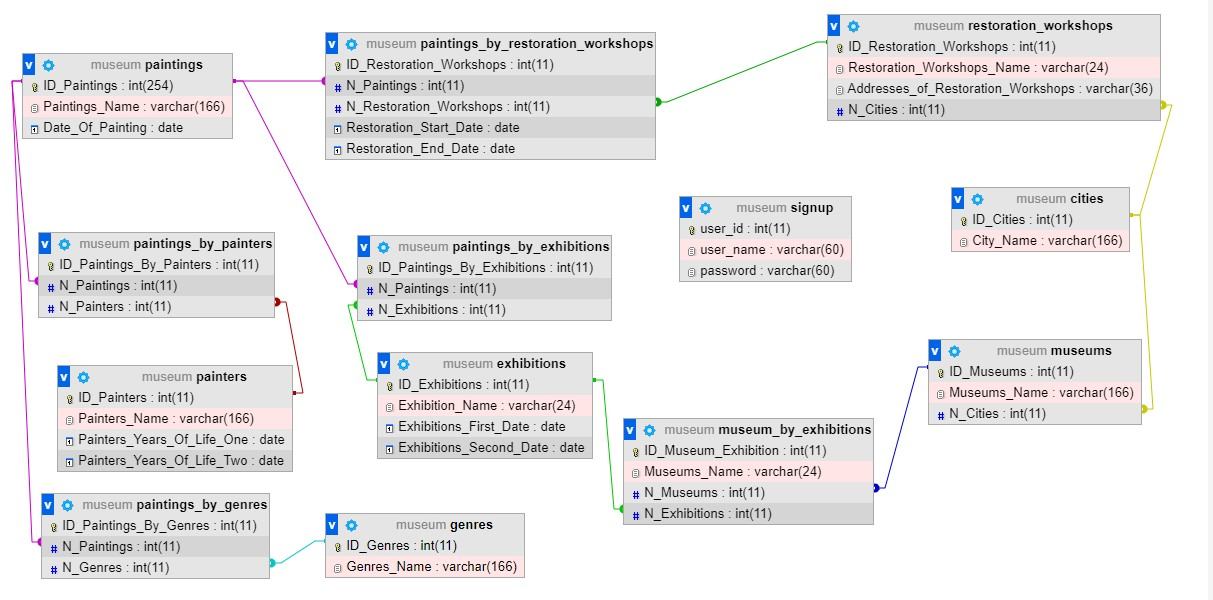 v museum paintings
ID_Paintings : int(254)
Paintings_Name : varchar(166)
Date_Of_Painting : date
v museum paintings_by_restoration_workshops
ID_Restoration_Workshops : int(11)
N_Paintings : int(11)
N_Restoration_Workshops : int(11)
Restoration_Start_Date : date
Restoration_End_Date : date
v museum restoration_workshops
ID_Restoration_Workshops : int(11)
Restoration_Workshops_Name : varchar(24)
Addresses_of_Restoration_Workshops : varchar(36)
N_Cities : int(11)
v museum signup
user_id : int(11)
user_name : varchar(60)
password : varchar(60)
v museum cities
ID_Cities : int(11)
City_Name : varchar(166)
v museum paintings_by_painters
ID_Paintings_By_Painters : int(11)
N_Paintings : int(11)
N_Painters : int(11)
v museum paintings_by_exhibitions
ID_Paintings_By_Exhibitions : int(11)
N_Paintings : int(11)
N_Exhibitions : int(11)
v museum painters
ID_Painters : int(11)
Painters_Name : varchar(166)
Painters_Years_Of_Life_One : date
Painters_Years_Of_Life_Two : date
v museum exhibitions
ID_Exhibitions : int(11)
Exhibition_Name : varchar(24)
Exhibitions_First_Date : date
Exhibitions_Second_Date : date
v museum museums
ID_Museums : int(11)
Museums_Name : varchar(166)
N_Cities : int(11)
v museum museum_by_exhibitions
ID_Museum_Exhibition : int(11)
Museums_Name : varchar(24)
N_Museums : int(11)
N_Exhibitions : int(11)
v museum paintings_by_genres
ID_Paintings_By_Genres : int(11)
N_Paintings : int(11)
N_Genres : int(11)
v museum genres
ID_Genres : int(11)
Genres_Name : varchar(166)